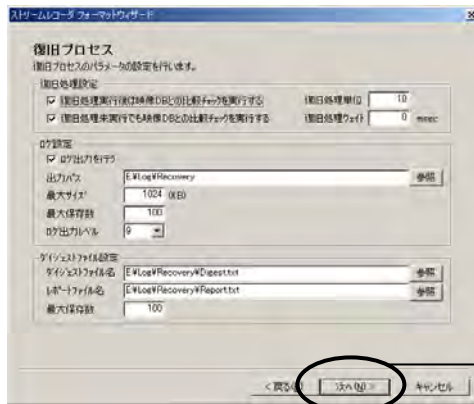 ストリームレコーダ フォーマットウィザード
復旧プロセス
復旧プロセスのパラメータの設定を行います。
復旧処理設定
復旧処理実行後は映像DBとの比較チェックを実行する
復旧処理単位 10
復旧処理未実行でも映像DBとの比較チェックを実行する
復旧処理ウェイト 0 msec
ログ設定
ログ出力を行う
出力パス E:¥Log¥Recovery 参照
最大サイズ 1024 (KB)
最大保存数 100
ログ出力レベル 9
ダイジェストファイル設定
ダイジェストファイル名 E:¥Log¥Recovery¥Digest.txt 参照
レポートファイル名 E:¥Log¥Recovery¥Report.txt 参照
最大保存数 100
< 戻る(B) 次へ(N) > キャンセル